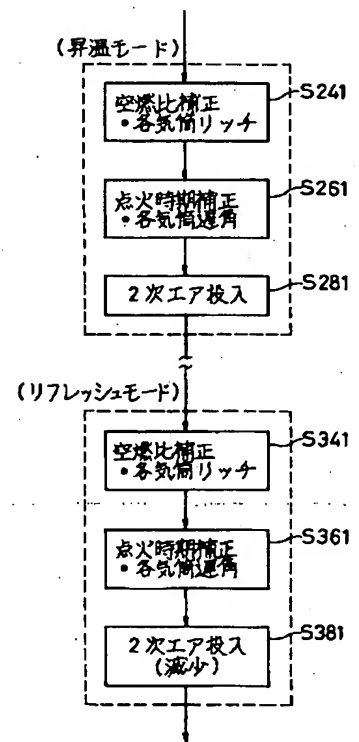 (昇温モード)
空燃比補正
•各気筒リッチ
S241
点火時期補正
•各気筒遅角
S261
2次エア投入
S281
(リフレッシュモード)
空燃比補正
•各気筒リッチ
S341
点火時期補正
•各気筒遅角
S361
2次エア投入
(減少)
S381